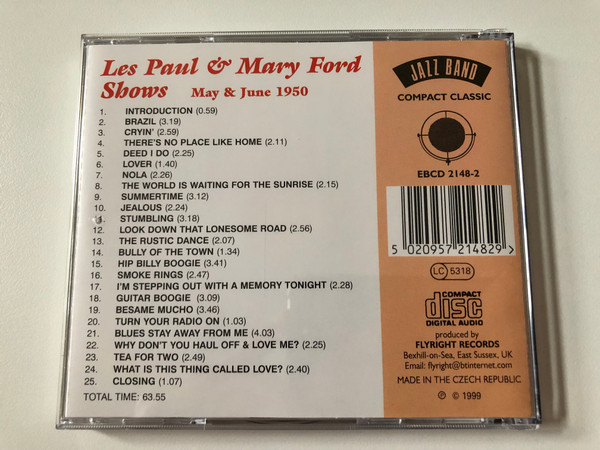 Les Paul & Mary Ford
Shows May & June 1950
1. INTRODUCTION (0.59)
2. BRAZIL (3.19)
3. CRYIN' (2.59)
4. THERE'S NO PLACE LIKE HOME (2.11)
5. DEED I DO (2.25)
6. LOVER (1.40)
7. NOLA (2.26)
8. THE WORLD IS WAITING FOR THE SUNRISE (2.15)
9. SUMMERTIME (3.12)
10. JEALOUS (2.24)
11. STUMBLING (3.18)
12. LOOK DOWN THAT LONESOME ROAD (2.56)
13. THE RUSTIC DANCE (2.07)
14. BULLY OF THE TOWN (1.34)
15. HIP BILLY BOOGIE (3.41)
16. SMOKE RINGS (2.47)
17. I'M STEPPING OUT WITH A MEMORY TONIGHT (2.28)
18. GUITAR BOOGIE (3.09)
19. BESAME MUCHO (3.46)
20. TURN YOUR RADIO ON (1.03)
21. BLUES STAY AWAY FROM ME (4.03)
22. WHY DON'T YOU HAUL OFF & LOVE ME? (2.25)
23. TEA FOR TWO (2.49)
24. WHAT IS THIS THING CALLED LOVE? (2.40)
25. CLOSING (1.07)
TOTAL TIME: 63.55
JAZZ BAND
COMPACT CLASSIC
EBCD 2148-2
5 020957 214829 >
LC 5318
COMPACT
disc
DIGITAL AUDIO
produced by
FLYRIGHT RECORDS
Bexhill-on-Sea, East Sussex, UK
Email: flyright@btinternet.com
MADE IN THE CZECH REPUBLIC
℗ © 1999